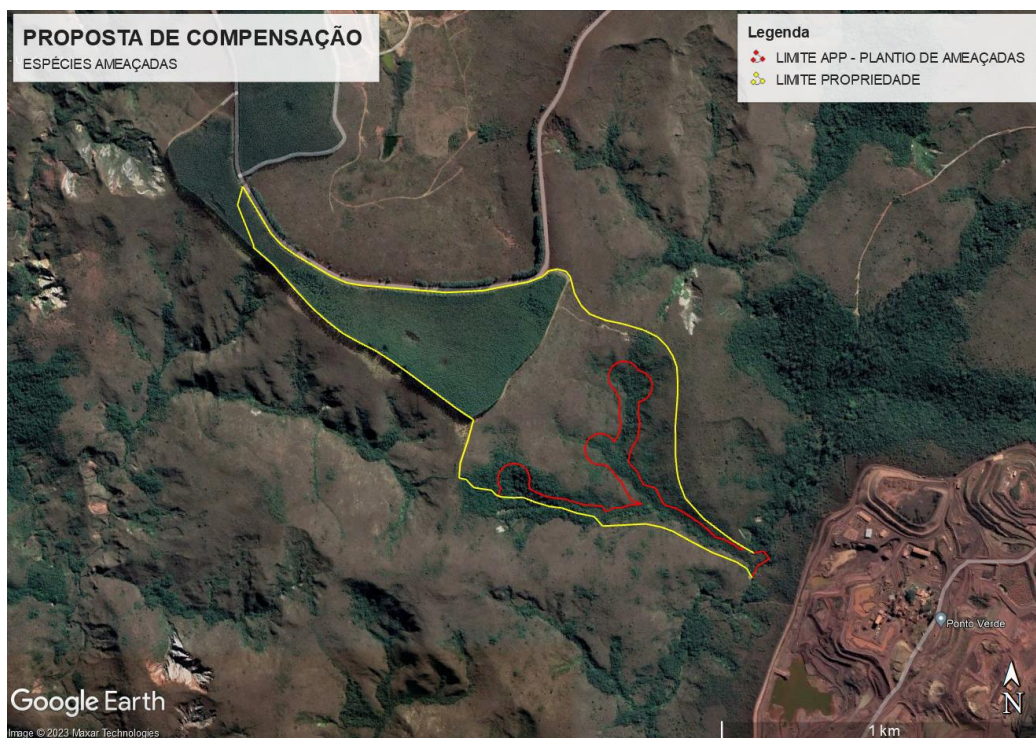 PROPOSTA DE COMPENSAÇÃO
ESPÉCIES AMEAÇADAS
Legenda
LIMITE APP - PLANTIO DE AMEAÇADAS
LIMITE PROPRIEDADE
Ponto Verde
N
Google Earth
1 km
Image © 2023 Maxar Technologies